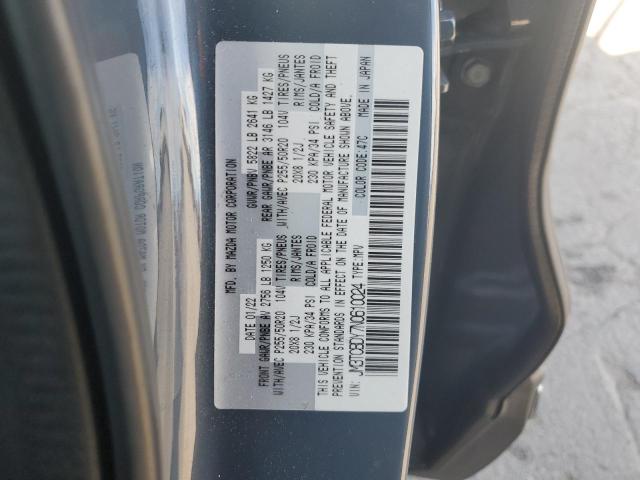 MFD. BY MAZDA MOTOR CORPORATION
DATE 01/22 GVWR/PNBV 5822 LB 2641 KG
FRONT GAWR/PNBE AV 2756 LB 1250 KG REAR GAWR/PNBE AR 3146 LB 1427 KG
WITH/AVEC P255/50R20 104V TIRES/PNEUS WITH/AVEC P255/50R20 104V TIRES/PNEUS
20X8 1/2J RIMS/JANTES 20X8 1/2J RIMS/JANTES
230 KPA/34 PSI COLD/A FROID 230 KPA/34 PSI COLD/A FROID
THIS VEHICLE CONFORMS TO ALL APPLICABLE FEDERAL MOTOR VEHICLE SAFETY AND THEFT
PREVENTION STANDARDS IN EFFECT ON THE DATE OF MANUFACTURE SHOWN ABOVE.
VIN: JM3TCBDY7N0610024 TYPE: MPV COLOR CODE: 47C MADE IN JAPAN